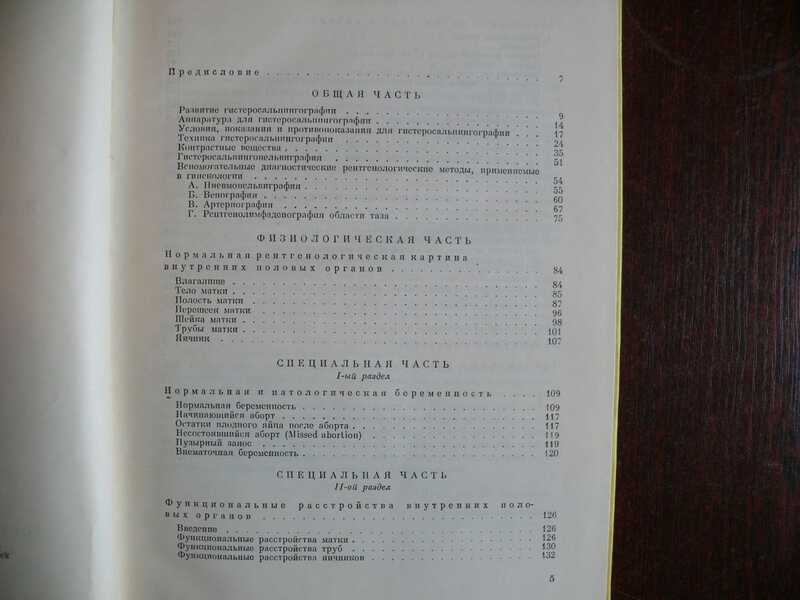 Предисловие . . . . . . . . . . . . . . . . . . . . . 7
ОБЩАЯ ЧАСТЬ
Развитие гистеросальпингографии . . . . . . . . . . . . . . . 9
Аппаратура для гистеросальпингографии . . . . . . . . . . . . . 14
Условия, показания и противопоказания для гистеросальпингографии . . . 17
Техника гистеросальпингографии . . . . . . . . . . . . . . . 24
Контрастные вещества . . . . . . . . . . . . . . . . . . . 35
Гистеросальпингопельвиграфия . . . . . . . . . . . . . . . . 51
Вспомогательные диагностические рентгенологические методы, применяемые
в гинекологии . . . . . . . . . . . . . . . . . . . . . . 54
А. Пневмопельвиграфия . . . . . . . . . . . . . . . . . . 55
Б. Венография . . . . . . . . . . . . . . . . . . . . . 60
В. Артериография . . . . . . . . . . . . . . . . . . . . 67
Г. Рентгенолимфаденография области таза . . . . . . . . . . . 75
ФИЗИОЛОГИЧЕСКАЯ ЧАСТЬ
Нормальная рентгенологическая картина
внутренних половых органов . . . . . . . . . . . . 84
Влагалище . . . . . . . . . . . . . . . . . . . . . . . 84
Тело матки . . . . . . . . . . . . . . . . . . . . . . . 85
Полость матки . . . . . . . . . . . . . . . . . . . . . . 87
Перешеек матки . . . . . . . . . . . . . . . . . . . . . 96
Шейка матки . . . . . . . . . . . . . . . . . . . . . . 98
Трубы матки . . . . . . . . . . . . . . . . . . . . . . 101
Яичник . . . . . . . . . . . . . . . . . . . . . . . . 107
СПЕЦИАЛЬНАЯ ЧАСТЬ
I-ый раздел
Нормальная и патологическая беременность . . . . 109
Нормальная беременность . . . . . . . . . . . . . . . . . . 109
Начинающийся аборт . . . . . . . . . . . . . . . . . . . 117
Остатки плодного яйца после аборта . . . . . . . . . . . . . . 117
Несостоявшийся аборт (Missed abortion) . . . . . . . . . . . . 119
Пузырный занос . . . . . . . . . . . . . . . . . . . . . 119
Внематочная беременность . . . . . . . . . . . . . . . . . . 120
СПЕЦИАЛЬНАЯ ЧАСТЬ
II-ой раздел
Функциональные расстройства внутренних поло-
вых органов . . . . . . . . . . . . . . . . . . . . 126
Введение . . . . . . . . . . . . . . . . . . . . . . . 126
Функциональные расстройства матки . . . . . . . . . . . . . . 126
Функциональные расстройства труб . . . . . . . . . . . . . . 130
Функциональные расстройства яичников . . . . . . . . . . . . . 132
5